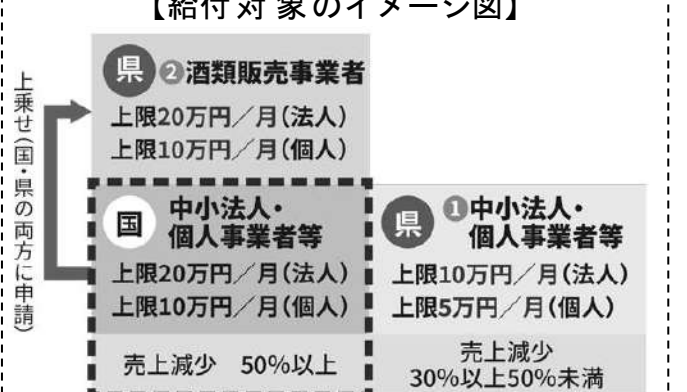 【給付対象のイメージ図】
上乗せ(国・県の両方に申請)
県 ❷酒類販売事業者
上限20万円/月(法人)
上限10万円/月(個人)
国 中小法人・
個人事業者等
上限20万円/月(法人)
上限10万円/月(個人)
売上減少 50%以上
県 ❶中小法人・
個人事業者等
上限10万円/月(法人)
上限5万円/月(個人)
売上減少
30%以上50%未満